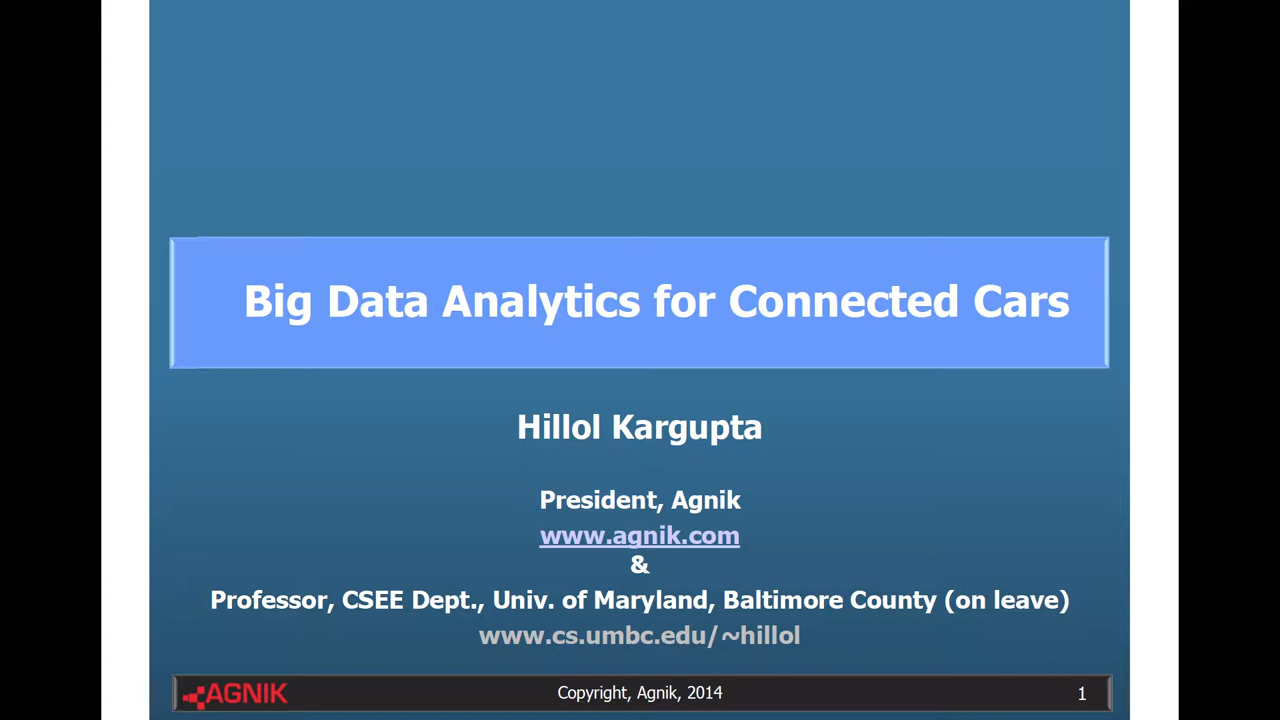 Big Data Analytics for Connected Cars
Hillol Kargupta
President, Agnik
www.agnik.com
&
Professor, CSEE Dept., Univ. of Maryland, Baltimore County (on leave)
www.cs.umbc.edu/~hillol
AGNIK
Copyright, Agnik, 2014
1